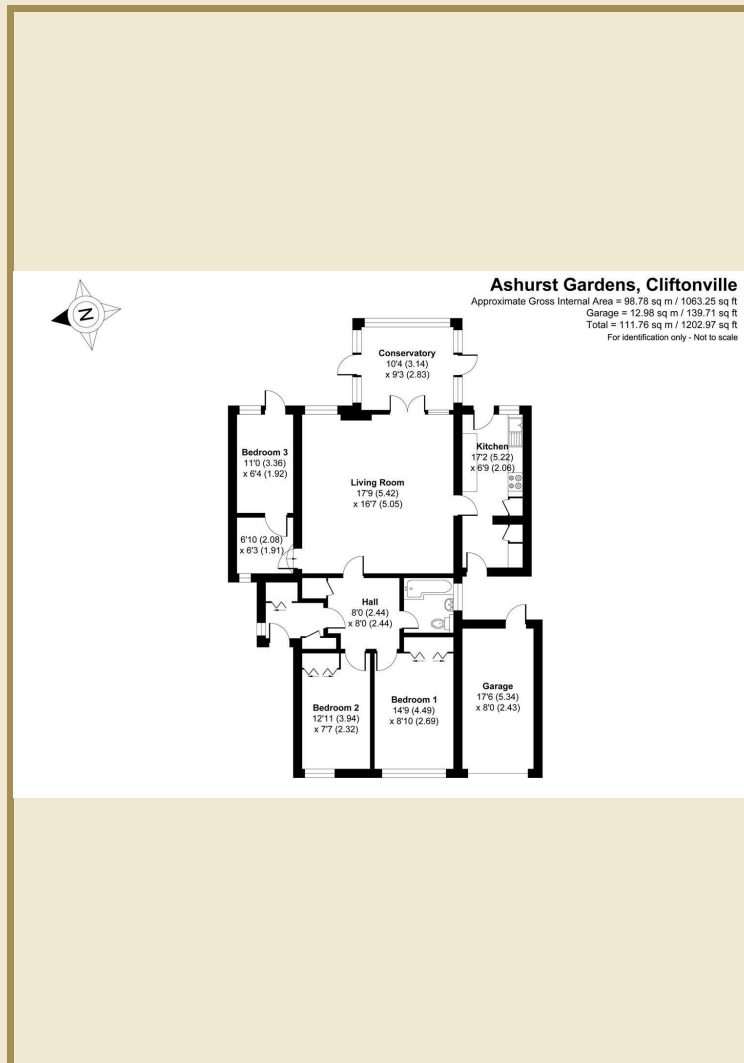 Ashurst Gardens, Cliftonville
Approximate Gross Internal Area = 98.78 sq m / 1063.25 sq ft
Garage = 12.98 sq m / 139.71 sq ft
Total = 111.76 sq m / 1202.97 sq ft
For identification only - Not to scale
N
Conservatory
10'4 (3.14)
x 9'3 (2.83)
Bedroom 3
11'0 (3.36)
x 6'4 (1.92)
Kitchen
17'2 (5.22)
x 6'9 (2.06)
Living Room
17'9 (5.42)
x 16'7 (5.05)
6'10 (2.08)
x 6'3 (1.91)
Hall
8'0 (2.44)
x 8'0 (2.44)
Bedroom 2
12'11 (3.94)
x 7'7 (2.32)
Bedroom 1
14'9 (4.49)
x 8'10 (2.69)
Garage
17'6 (5.34)
x 8'0 (2.43)